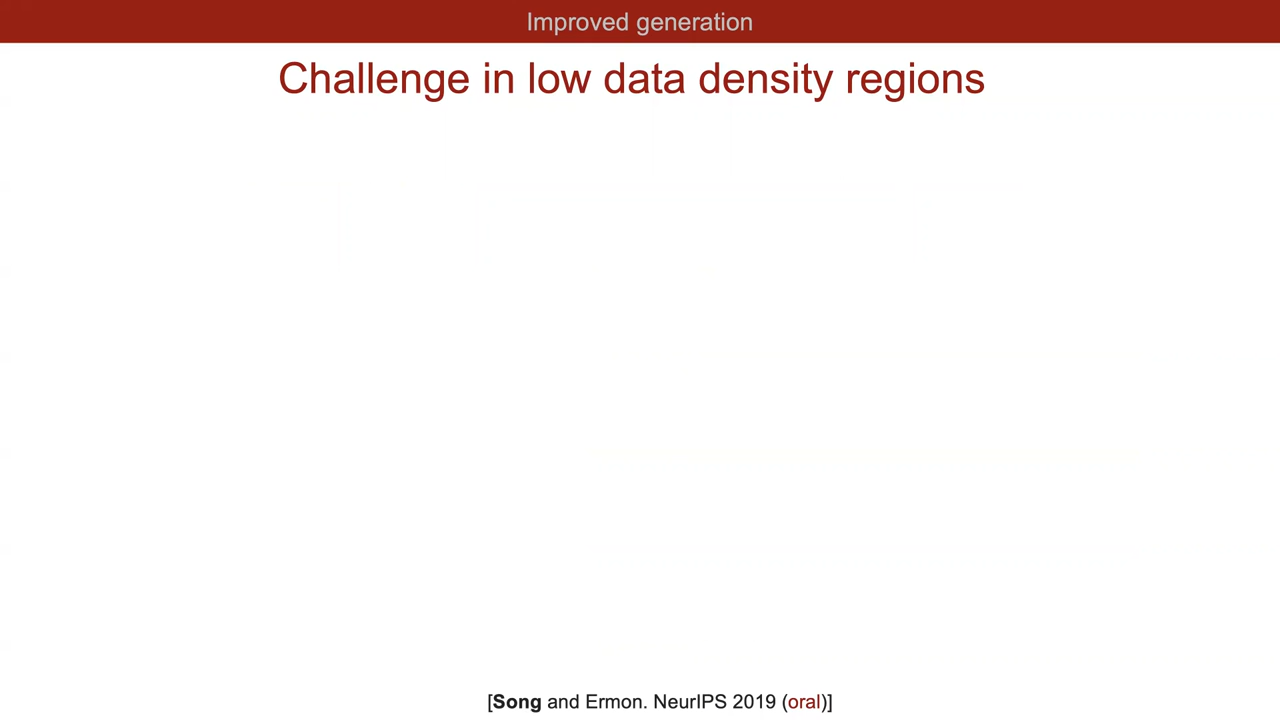 Improved generation
Challenge in low data density regions
[Song and Ermon. NeurIPS 2019 (oral)]